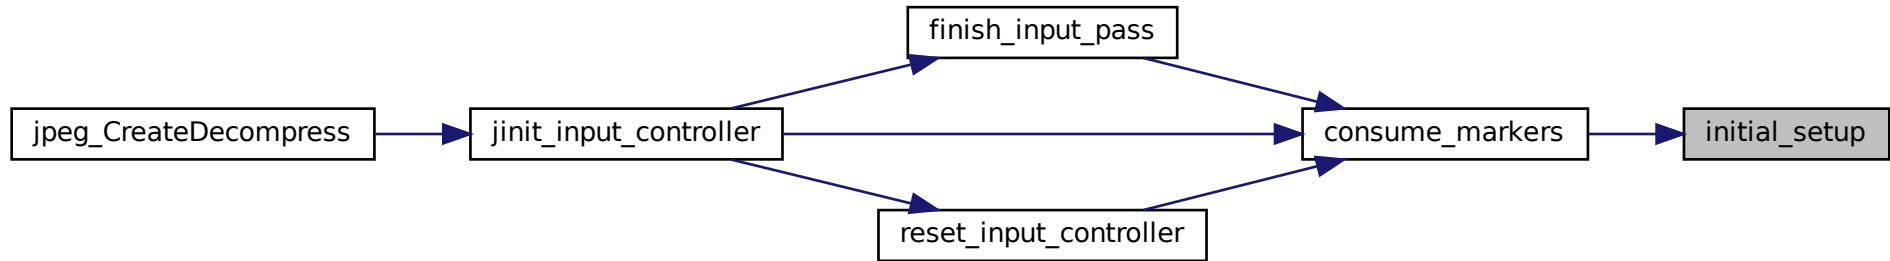 finish_input_pass
jpeg_CreateDecompress
jinit_input_controller
consume_markers
initial_setup
reset_input_controller